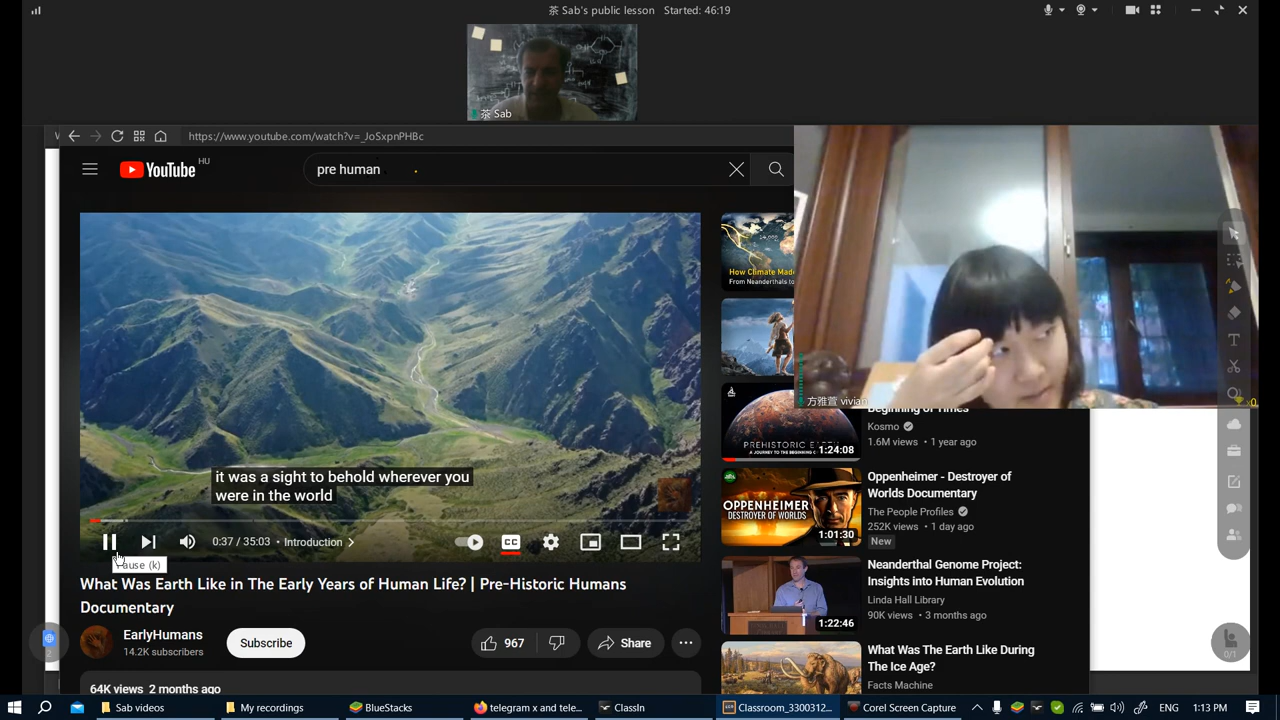 茶 Sab's public lesson Started: 46:19
茶 Sab
https://www.youtube.com/watch?v=_JoSxpnPHBc
YouTube HU
pre human
it was a sight to behold wherever you
were in the world
0:37 / 35:03 • Introduction
CC
Pause (k)
What Was Earth Like in The Early Years of Human Life? | Pre-Historic Humans
Documentary
EarlyHumans
14.2K subscribers
Subscribe
967
Share
64K views 2 months ago
14,000
How Climate Made
From Neanderthals to
方雅萱 vivian
x0
PREHISTORIC EARTH
A JOURNEY TO THE BEGINNING O
1:24:08
Beginning of Times
Kosmo
1.6M views • 1 year ago
OPPENHEIMER
DESTROYER OF WORLDS
1:01:30
Oppenheimer - Destroyer of
Worlds Documentary
The People Profiles
252K views • 1 day ago
New
1:22:46
Neanderthal Genome Project:
Insights into Human Evolution
Linda Hall Library
90K views • 3 months ago
What Was The Earth Like During
The Ice Age?
Facts Machine
0/1
Sab videos
My recordings
BlueStacks
telegram x and tele...
ClassIn
Classroom_3300312...
Corel Screen Capture
ENG
1:13 PM